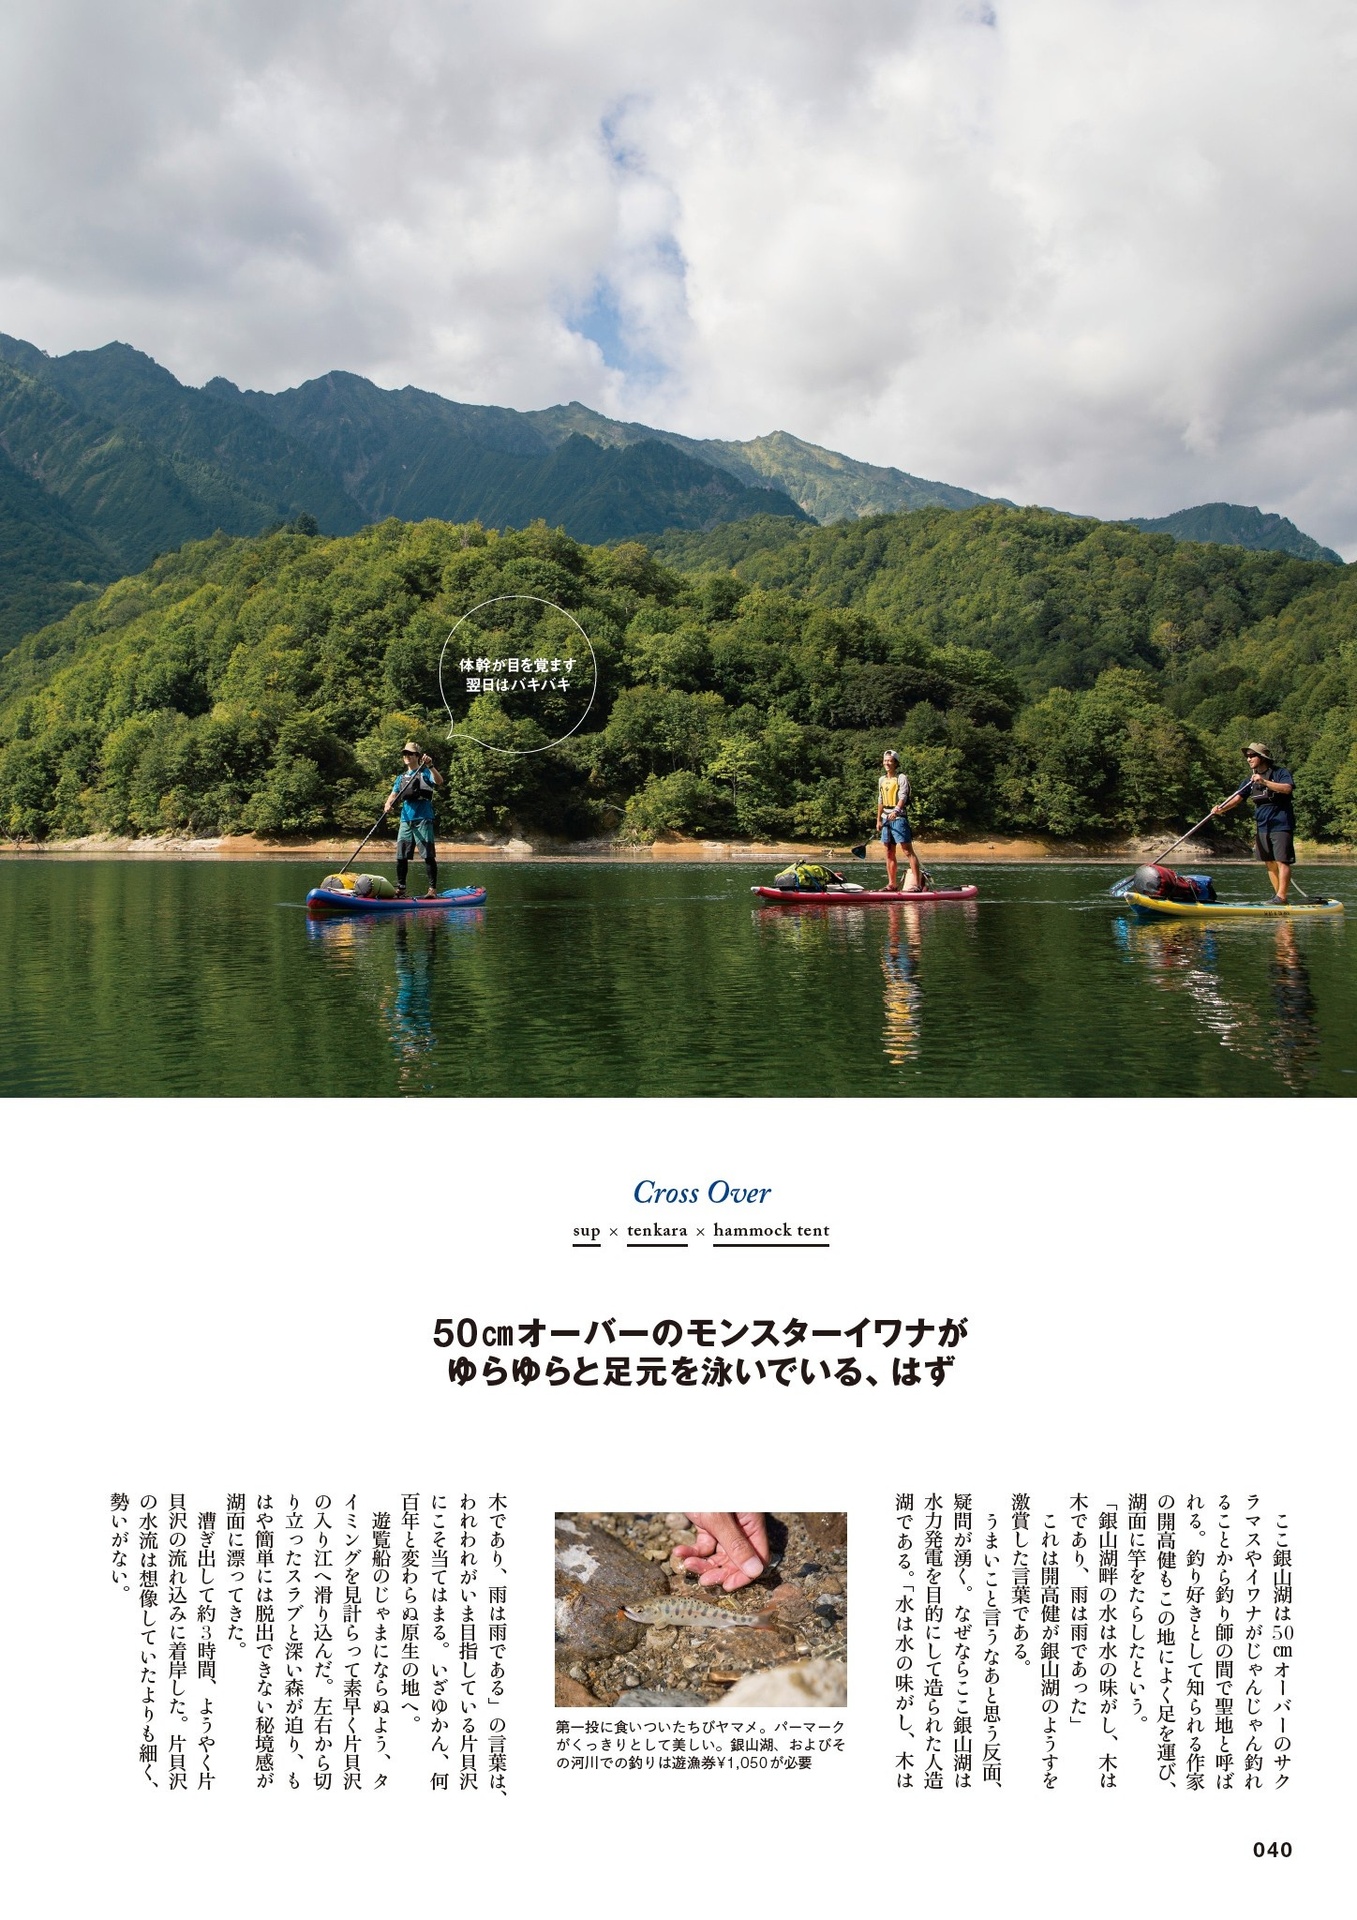 体幹が目を覚ます
翌日はバキバキ
Cross Over
sup × tenkara × hammock tent
50㎝オーバーのモンスターイワナが
ゆらゆらと足元を泳いでいる、はず
ここ銀山湖は50㎝オーバーのサク
ラマスやイワナがじゃんじゃん釣れ
ることから釣り師の間で聖地と呼ば
れる。釣り好きとして知られる作家
の開高健もこの地によく足を運び、
湖面に竿をたらしたという。
「銀山湖畔の水は水の味がし、木は
木であり、雨は雨であった」
これは開高健が銀山湖のようすを
激賞した言葉である。
うまいこと言うなあと思う反面、
疑問が湧く。なぜならここ銀山湖は
水力発電を目的にして造られた人造
湖である。「水は水の味がし、木は
木であり、雨は雨である」の言葉は、
われわれがいま目指している片貝沢
にこそ当てはまる。いざゆかん、何
百年と変わらぬ原生の地へ。
遊覧船のじゃまにならぬよう、タ
イミングを見計らって素早く片貝沢
の入り江へ滑り込んだ。左右から切
り立ったスラブと深い森が迫り、も
はや簡単には脱出できない秘境感が
湖面に漂ってきた。
漕ぎ出して約3時間、ようやく片
貝沢の流れ込みに着岸した。片貝沢
の水流は想像していたよりも細く、
勢いがない。
第一投に食いついたちびヤマメ。パーマーク
がくっきりとして美しい。銀山湖、およびそ
の河川での釣りは遊漁券¥1,050が必要
040